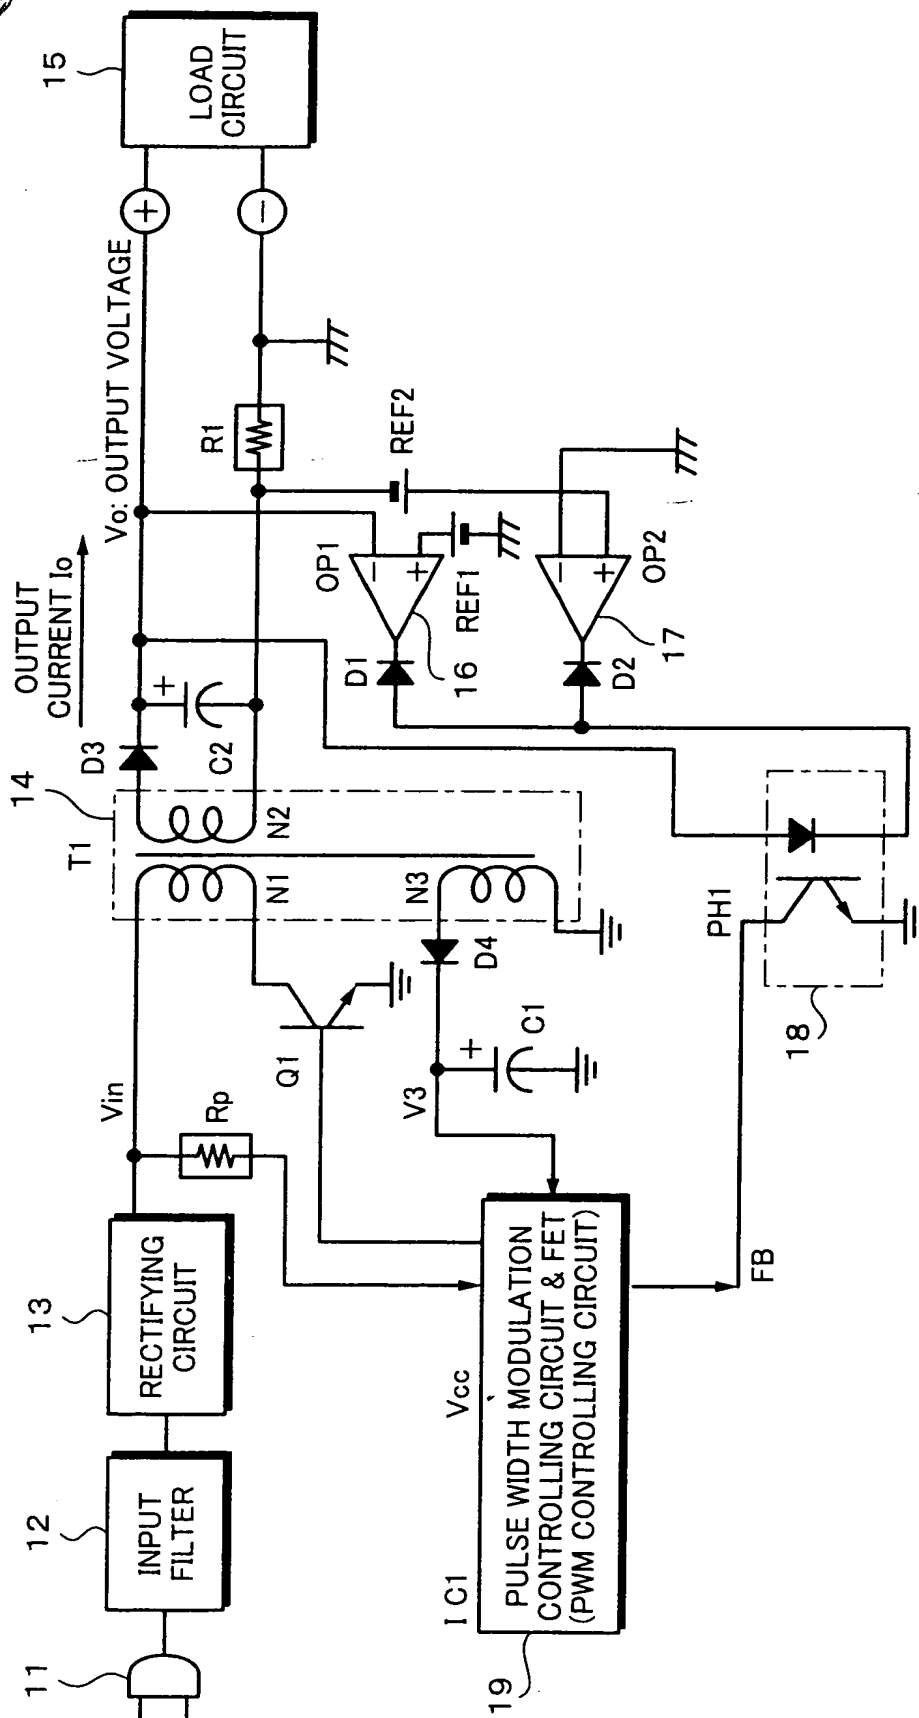 11
12
INPUT
FILTER
13
RECTIFYING
CIRCUIT
Vin
Rp
T1
14
N1
N2
N3
D3
C2
+
OUTPUT
CURRENT Io
Vo: OUTPUT VOLTAGE
R1
+
−
15
LOAD
CIRCUIT
Q1
D4
V3
C1
+
D1
OP1
−
+
16
REF1
REF2
D2
OP2
−
+
17
IC1
Vcc
19
PULSE WIDTH MODULATION
CONTROLLING CIRCUIT & FET
(PWM CONTROLLING CIRCUIT)
FB
PH1
18